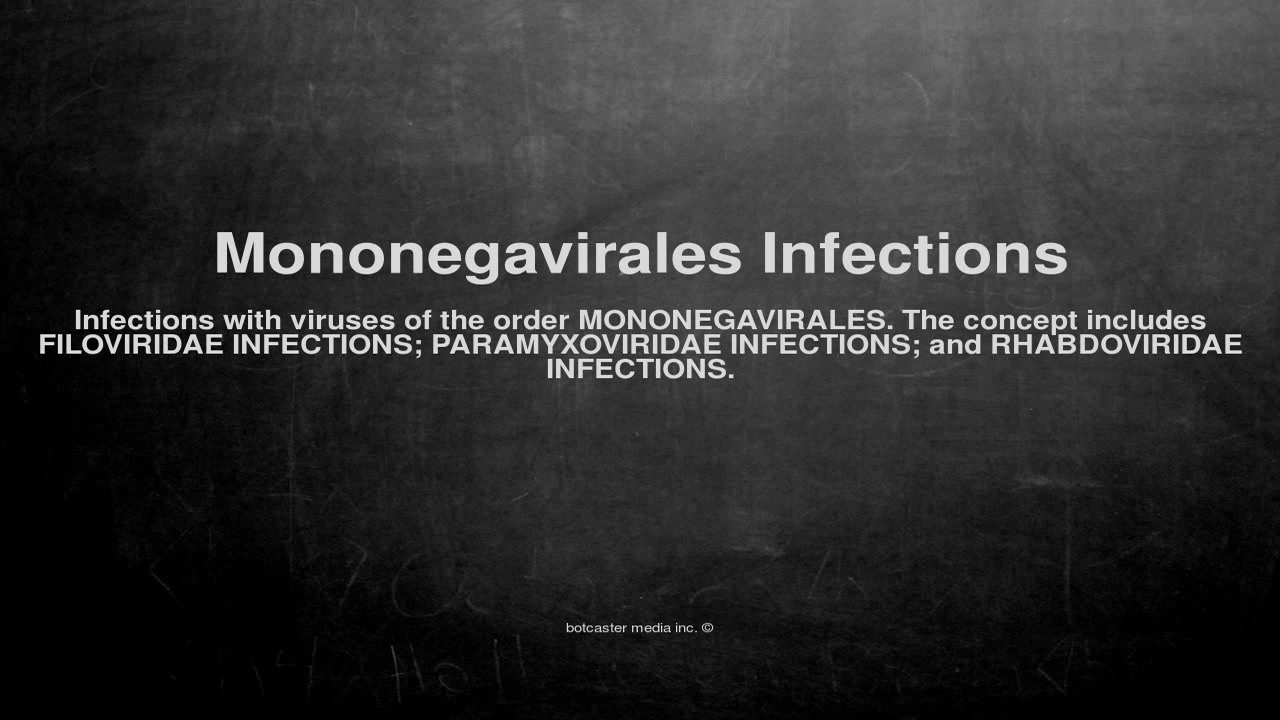 Mononegavirales Infections
Infections with viruses of the order MONONEGAVIRALES. The concept includes
FILOVIRIDAE INFECTIONS; PARAMYXOVIRIDAE INFECTIONS; and RHABDOVIRIDAE
INFECTIONS.
botcaster media inc. ©